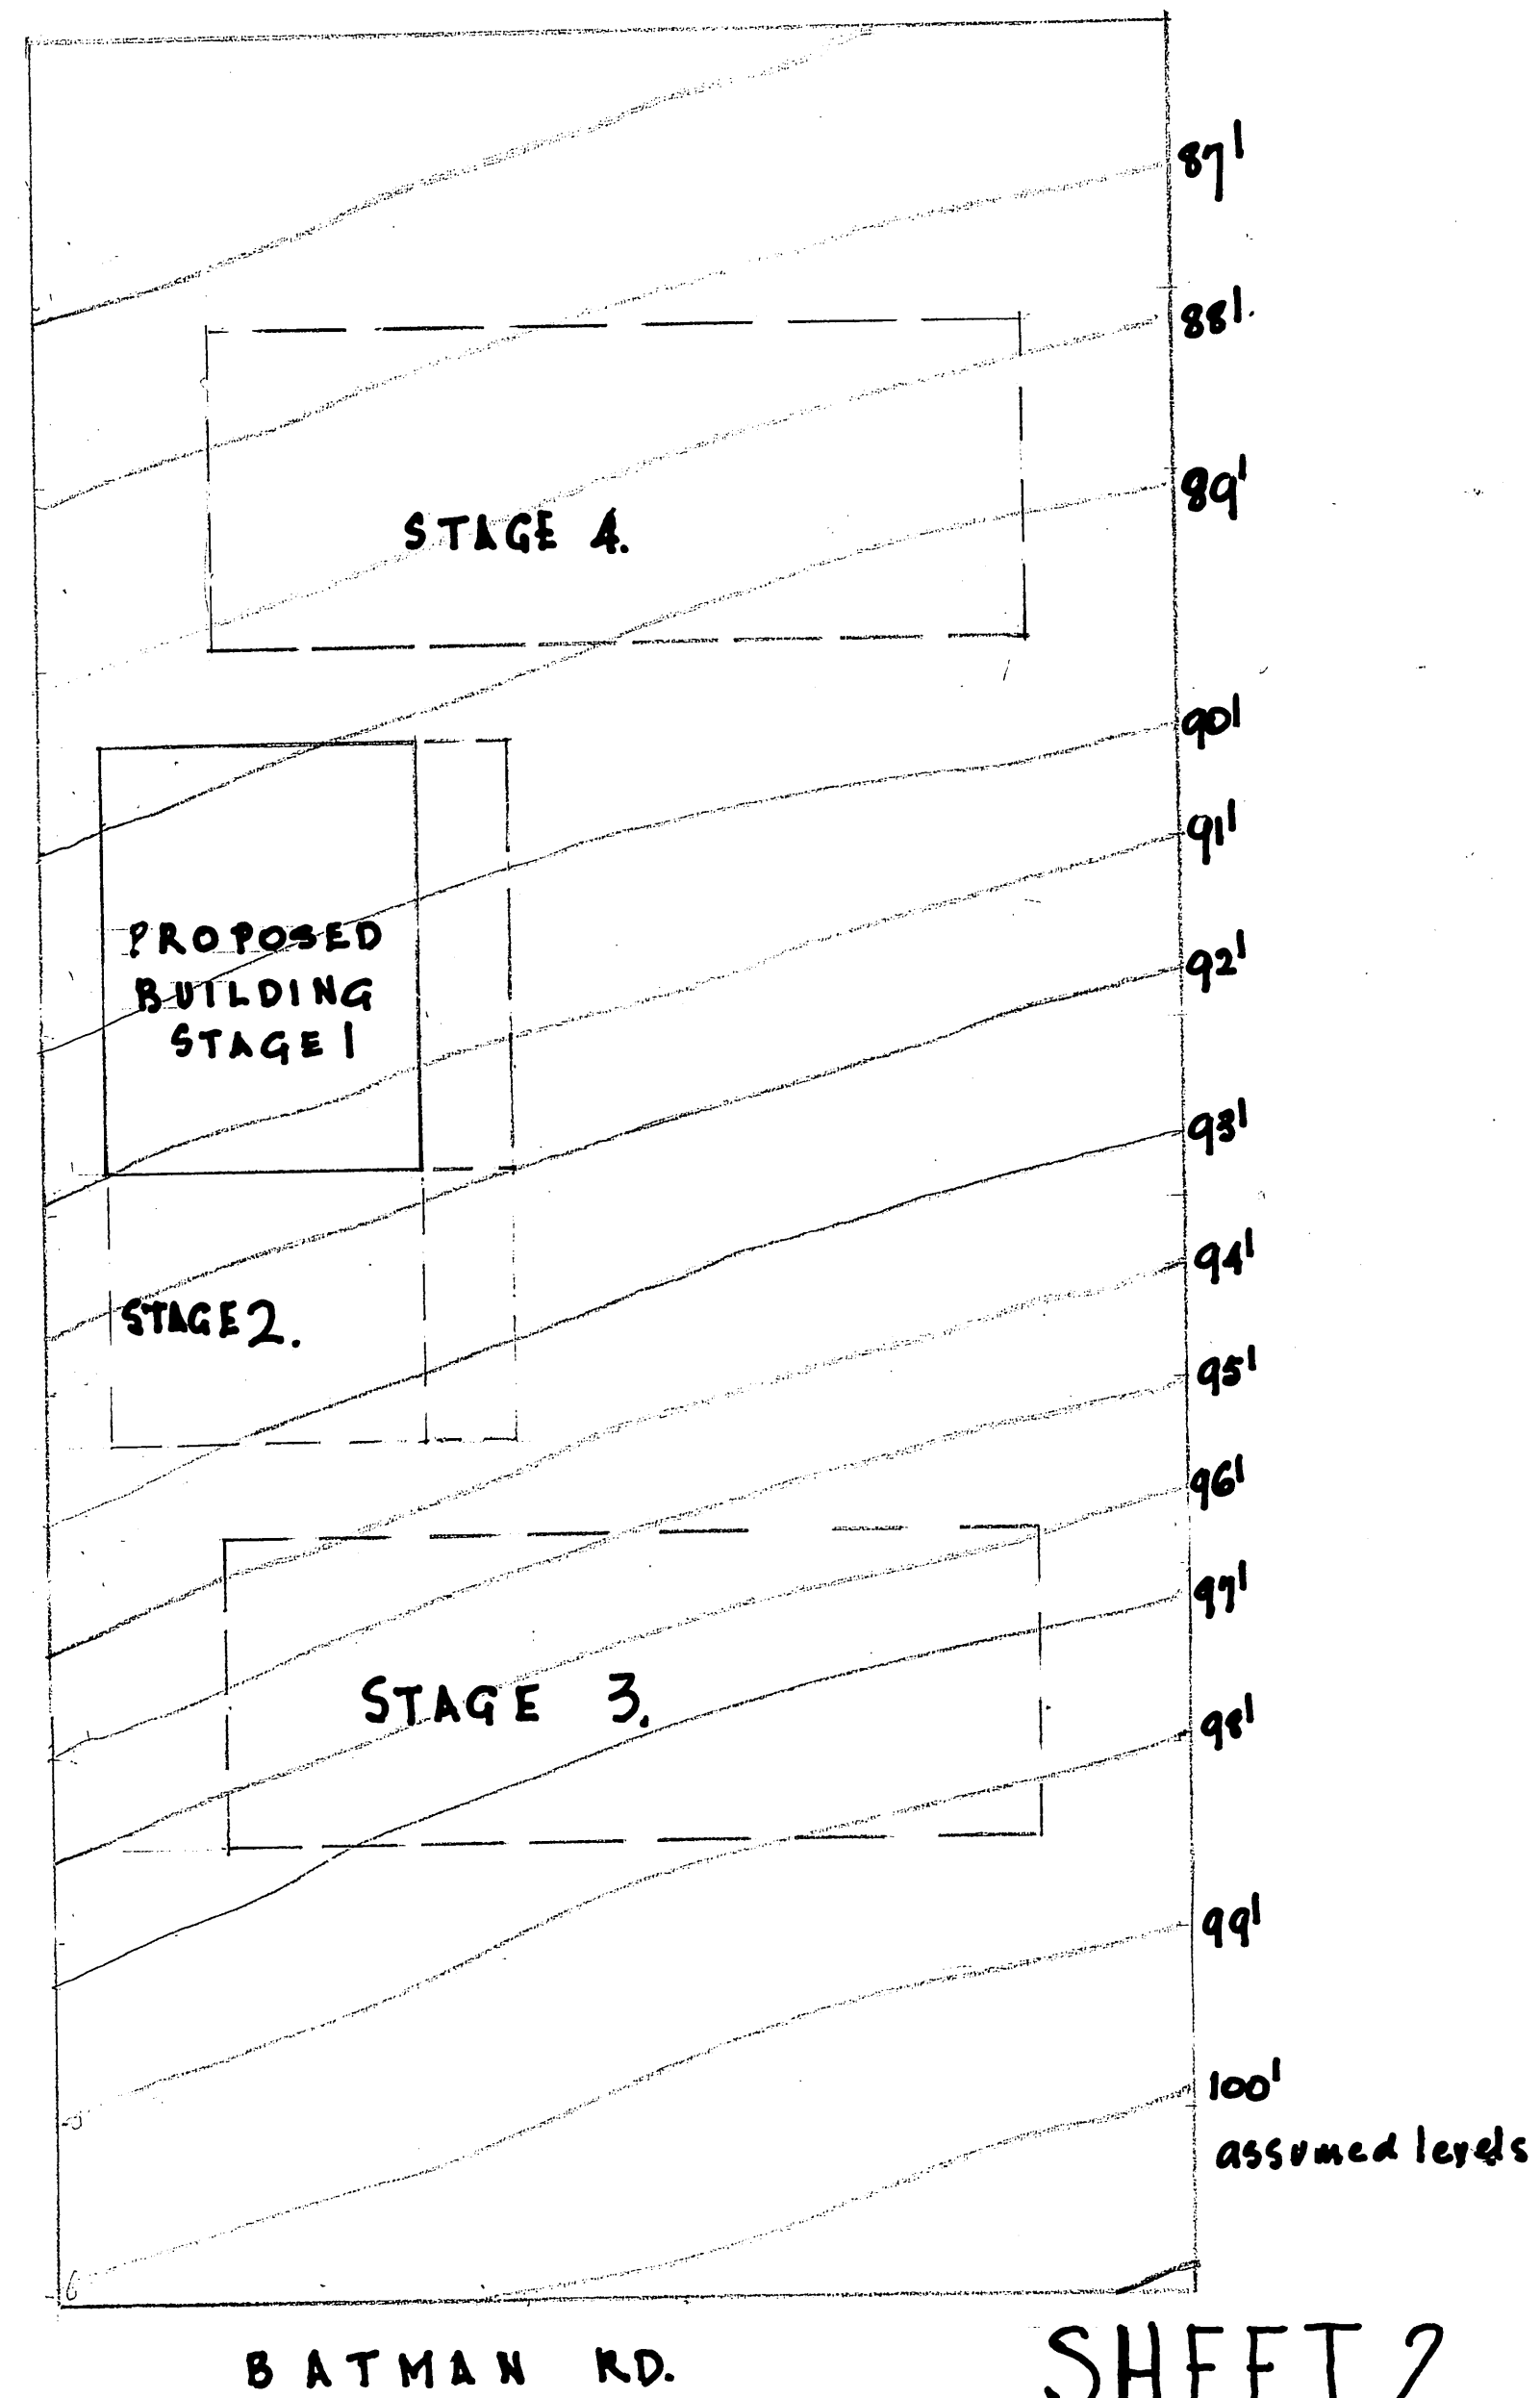 87'
88'.
89'
STAGE 4.
90'
91'
PROPOSED
BUILDING
STAGE 1
92'
93'
94'
STAGE 2.
95'
96'
97'
STAGE 3.
98'
99'
100'
assumed levels
BATMAN RD.
SHEET 2